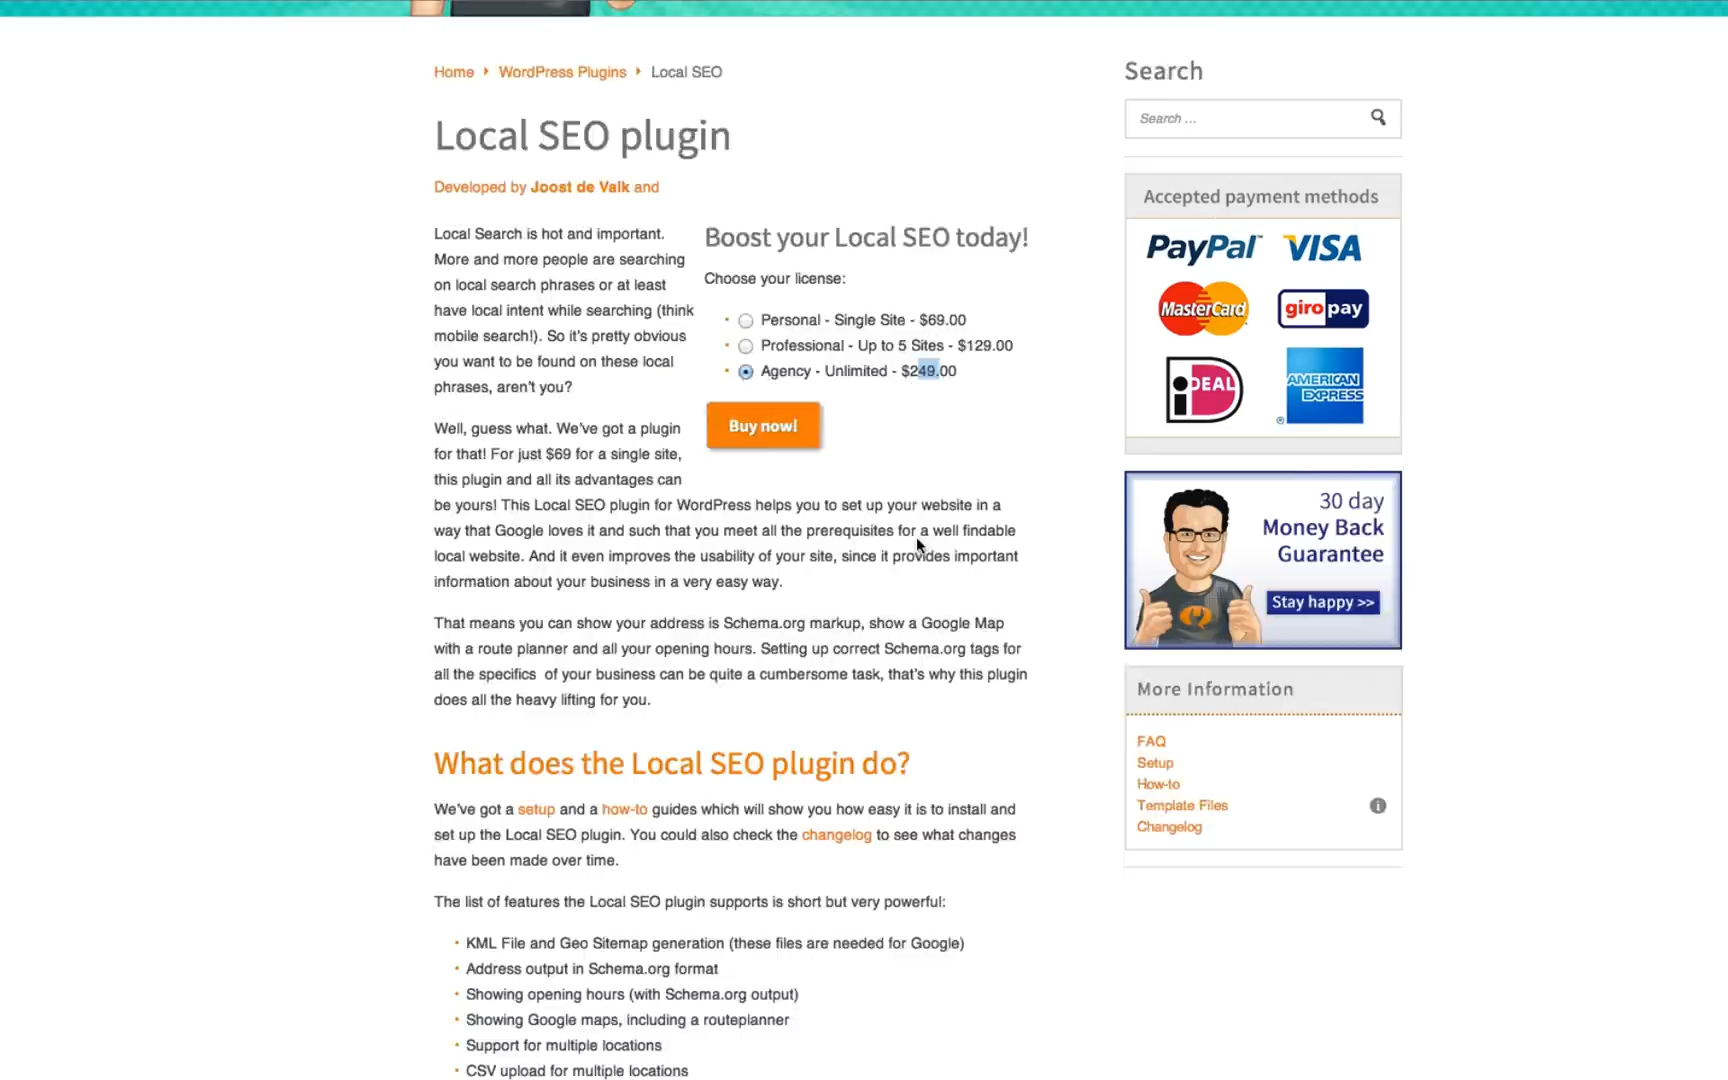 Home WordPress Plugins Local SEO
Local SEO plugin
Developed by Joost de Valk and
Local Search is hot and important.
More and more people are searching
on local search phrases or at least
have local intent while searching (think
mobile search!). So it's pretty obvious
you want to be found on these local
phrases, aren't you?
Boost your Local SEO today!
Choose your license:
Personal - Single Site - $69.00
Professional - Up to 5 Sites - $129.00
Agency - Unlimited - $249.00
Buy now!
Well, guess what. We've got a plugin
for that! For just $69 for a single site,
this plugin and all its advantages can
be yours! This Local SEO plugin for WordPress helps you to set up your website in a
way that Google loves it and such that you meet all the prerequisites for a well findable
local website. And it even improves the usability of your site, since it provides important
information about your business in a very easy way.
That means you can show your address is Schema.org markup, show a Google Map
with a route planner and all your opening hours. Setting up correct Schema.org tags for
all the specifics of your business can be quite a cumbersome task, that's why this plugin
does all the heavy lifting for you.
What does the Local SEO plugin do?
We've got a setup and a how-to guides which will show you how easy it is to install and
set up the Local SEO plugin. You could also check the changelog to see what changes
have been made over time.
The list of features the Local SEO plugin supports is short but very powerful:
KML File and Geo Sitemap generation (these files are needed for Google)
Address output in Schema.org format
Showing opening hours (with Schema.org output)
Showing Google maps, including a routeplanner
Support for multiple locations
CSV upload for multiple locations
Search
Search ...
Accepted payment methods
PayPal VISA
MasterCard giropay
iDEAL AMERICAN
EXPRESS
30 day
Money Back
Guarantee
Stay happy >>
More Information
FAQ
Setup
How-to
Template Files
Changelog